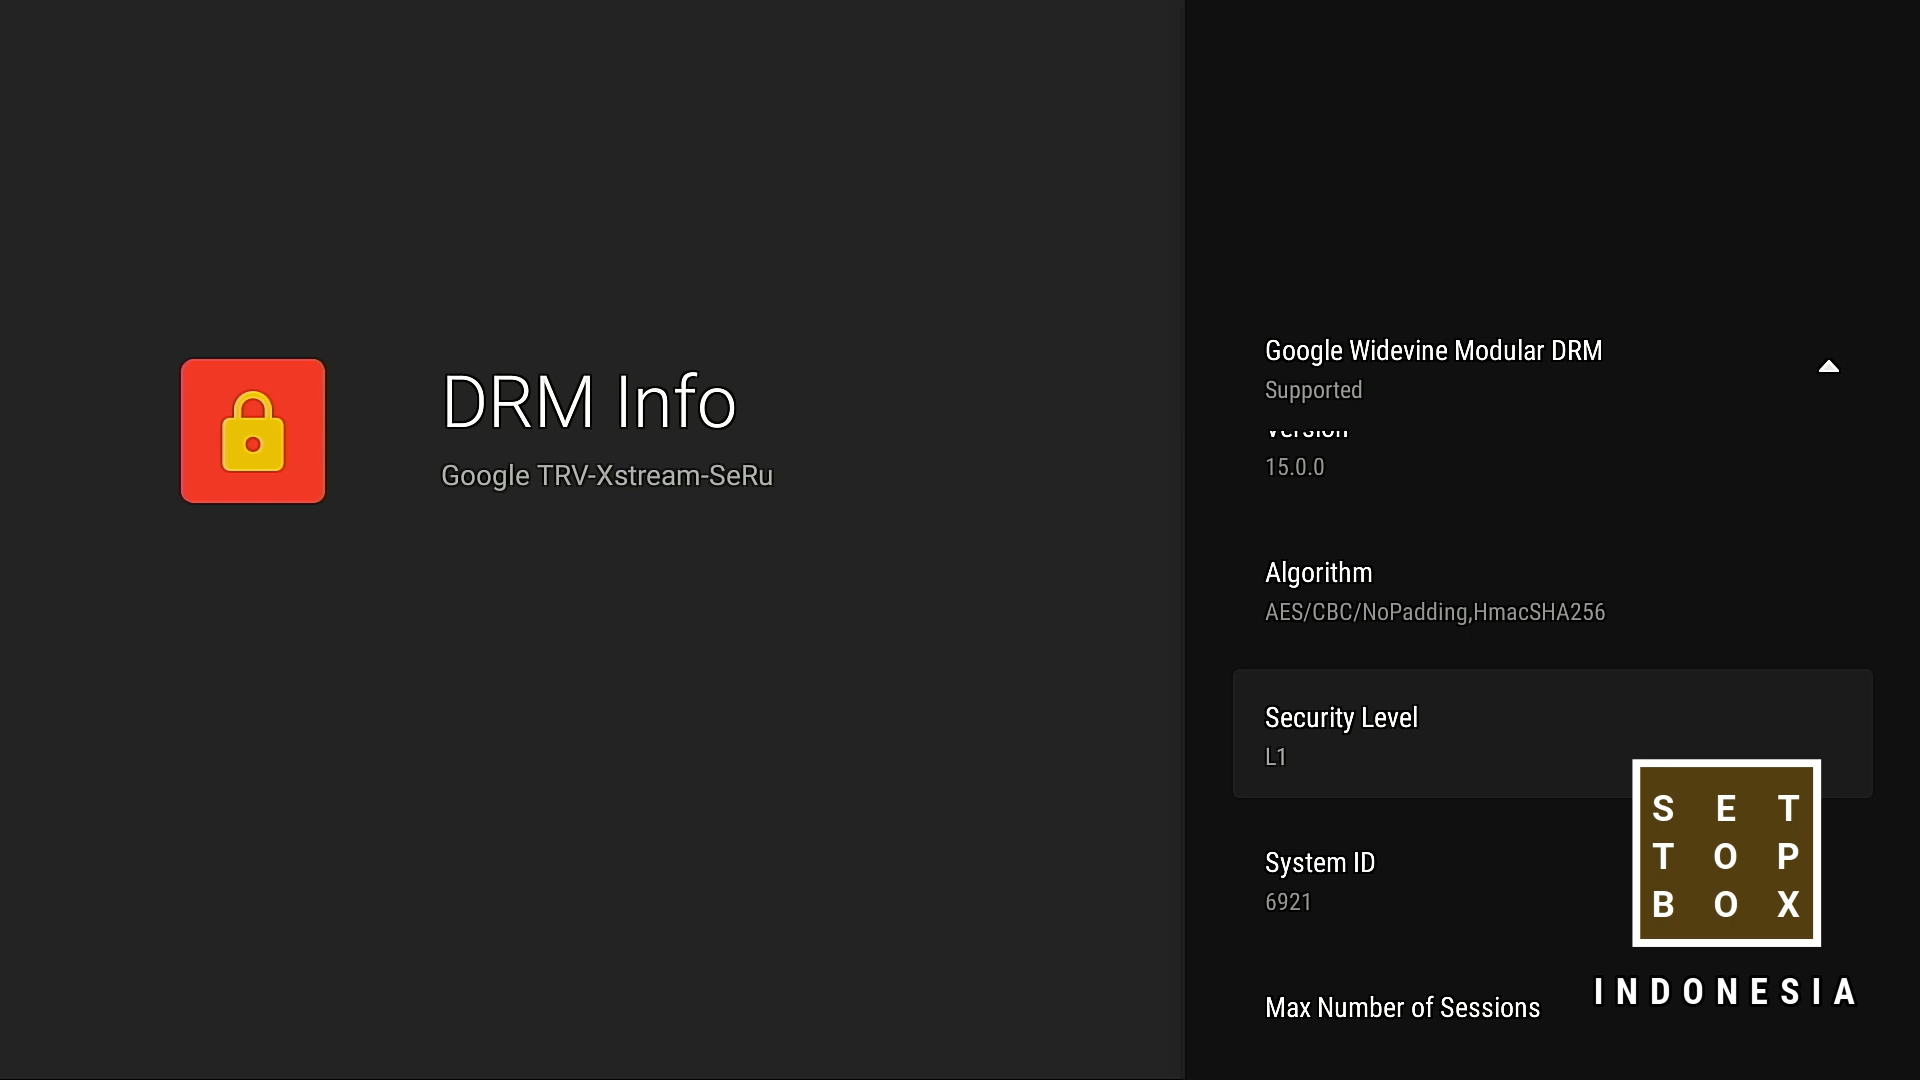 DRM Info
Google TRV-Xstream-SeRu
Google Widevine Modular DRM
Supported
Version
15.0.0
Algorithm
AES/CBC/NoPadding,HmacSHA256
Security Level
L1
System ID
6921
Max Number of Sessions
S E T
T O P
B O X
INDONESIA